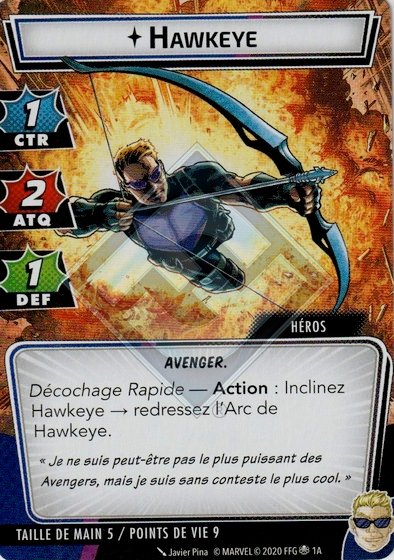 HAWKEYE
1
CTR
2
ATQ
1
DEF
HÉROS
AVENGER.
Décochage Rapide — Action : Inclinez
Hawkeye → redressez l'Arc de
Hawkeye.
« Je ne suis peut-être pas le plus puissant des
Avengers, mais je suis sans conteste le plus cool. »
TAILLE DE MAIN 5 / POINTS DE VIE 9
Javier Pina © MARVEL © 2020 FFG 1A